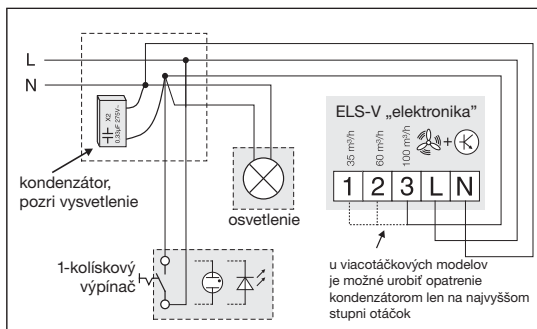 L
N
X2
0.33µF 275V~
kondenzátor,
pozri vysvetlenie
osvetlenie
1-kolískový
výpínač
ELS-V „elektronika”
35 m³/h
60 m³/h
100 m³/h
+
1 2 3 L N
u viacotáčkových modelov
je možné urobiť opatrenie
kondenzátorom len na najvyššom
stupni otáčok